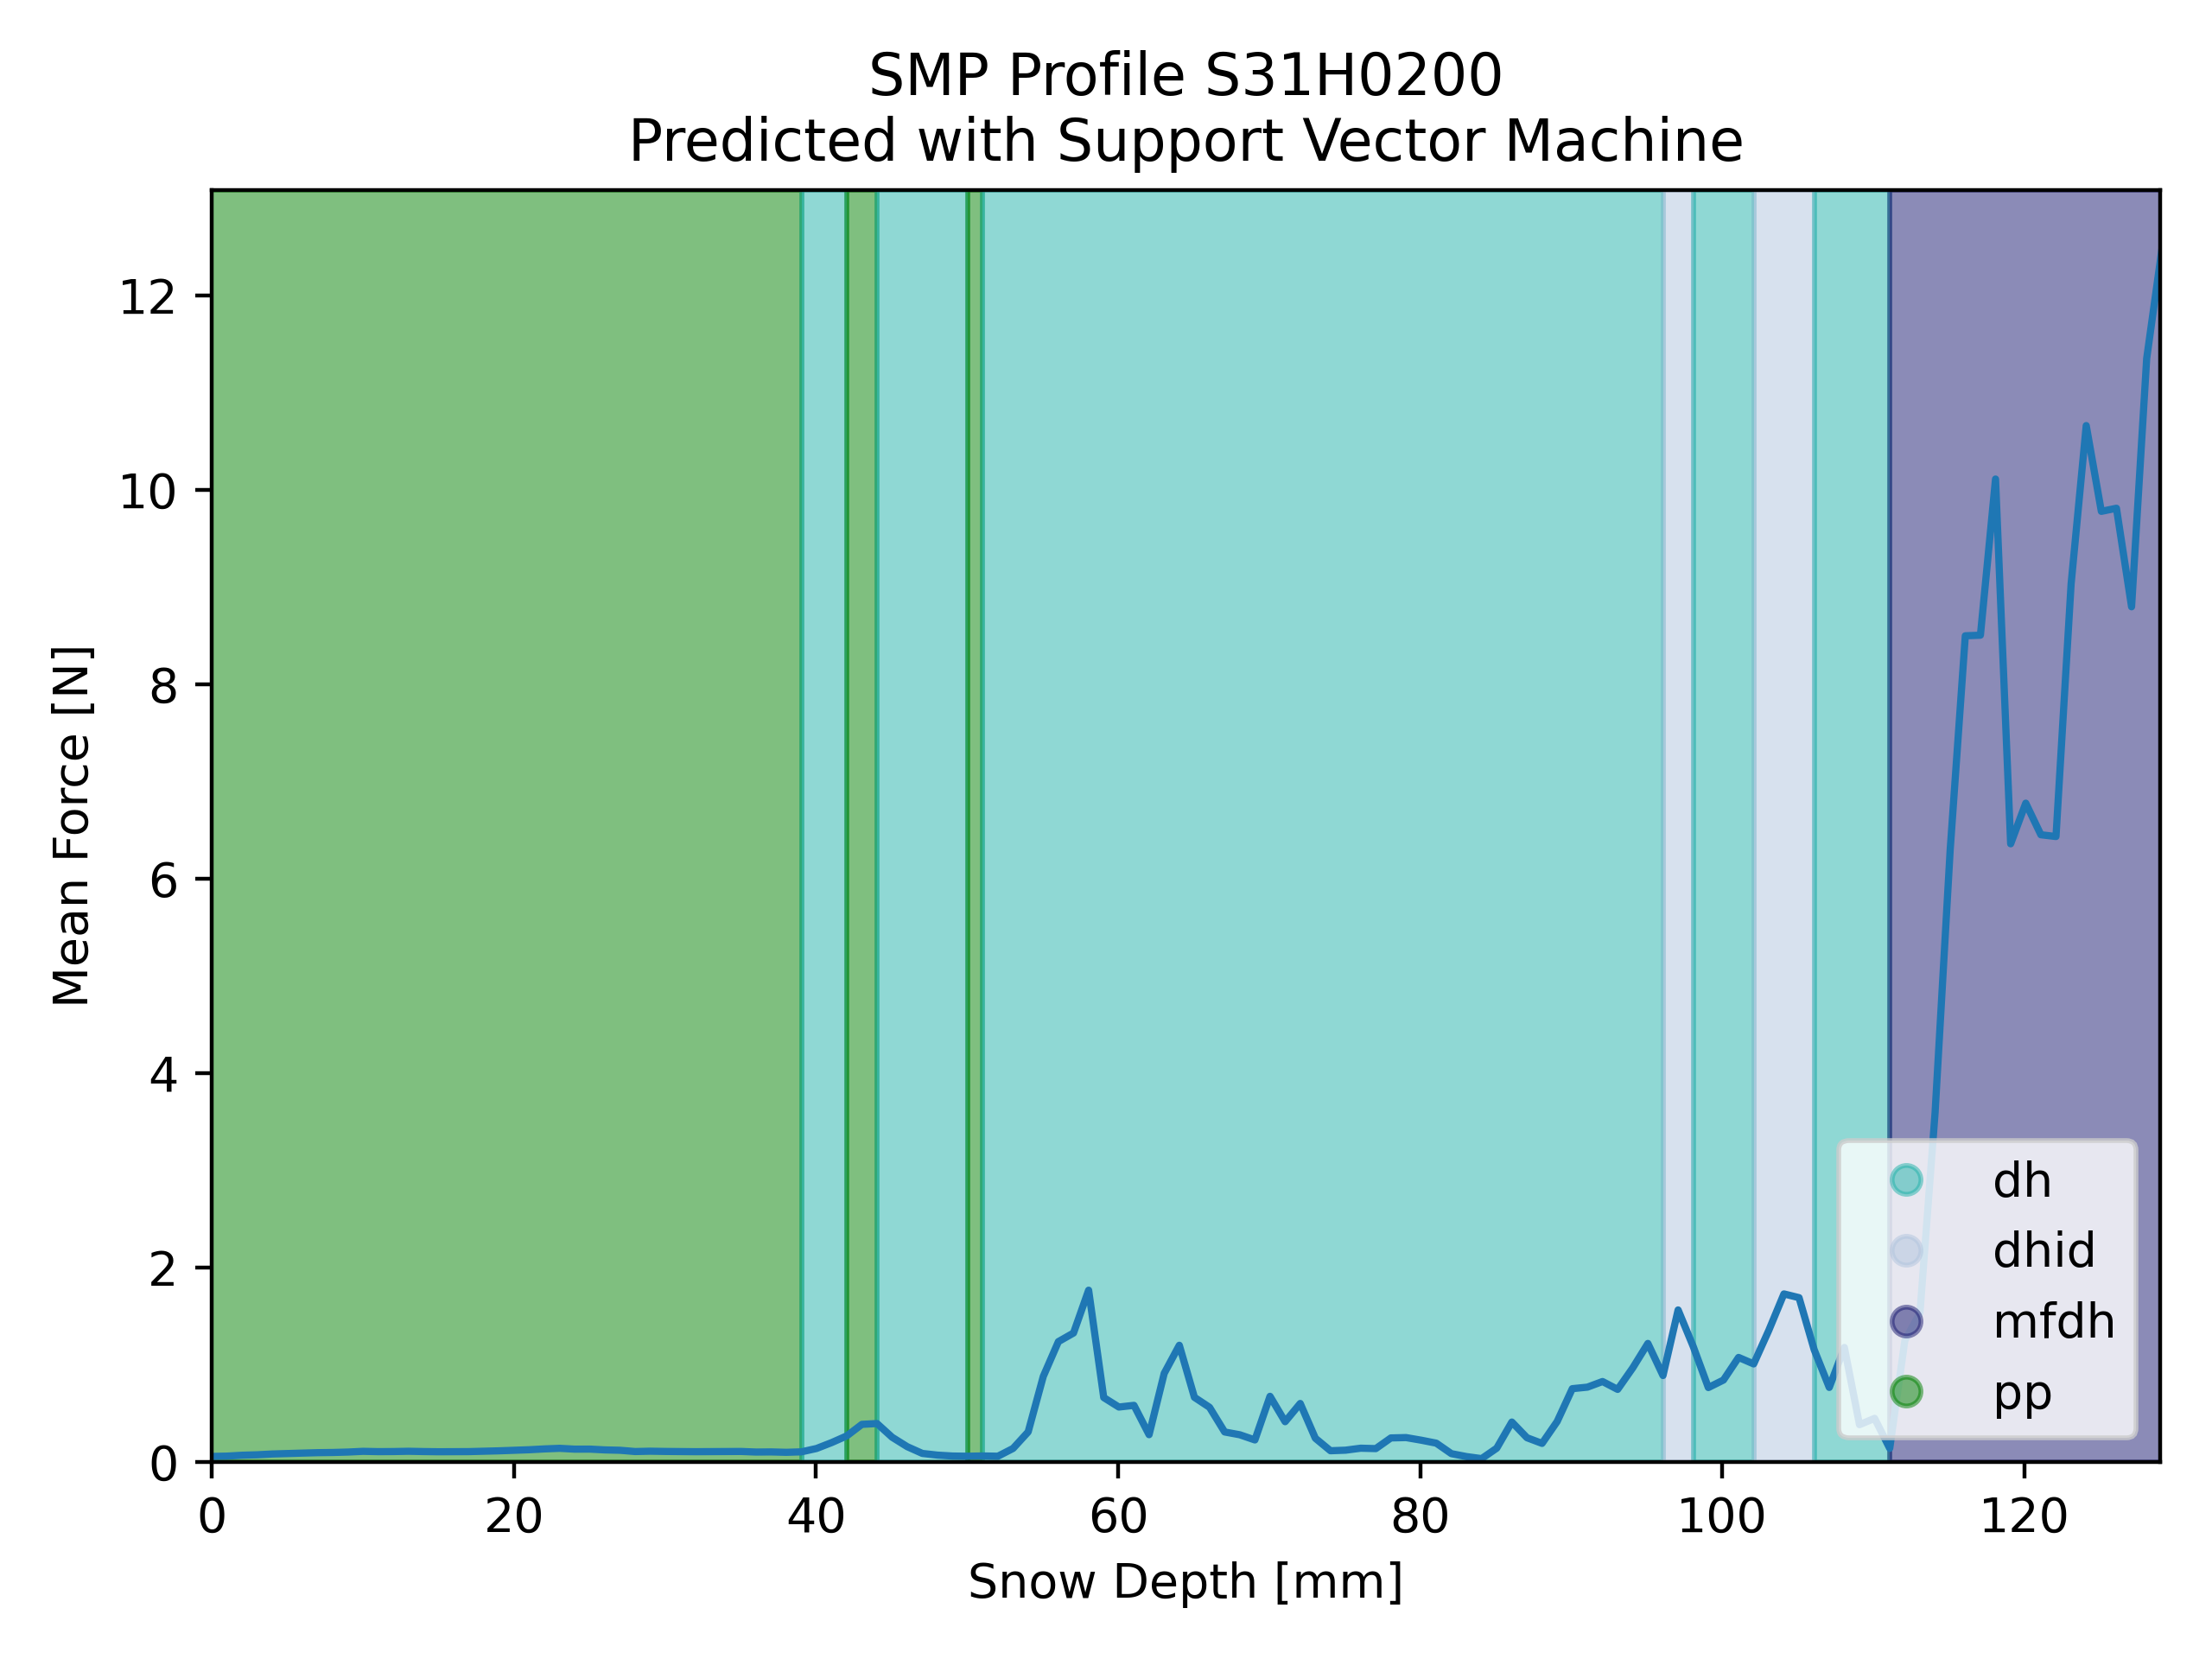 SMP Profile S31H0200
Predicted with Support Vector Machine
12
10
8
6
4
2
0
Mean Force [N]
dh
dhid
mfdh
pp
0 20 40 60 80 100 120
Snow Depth [mm]